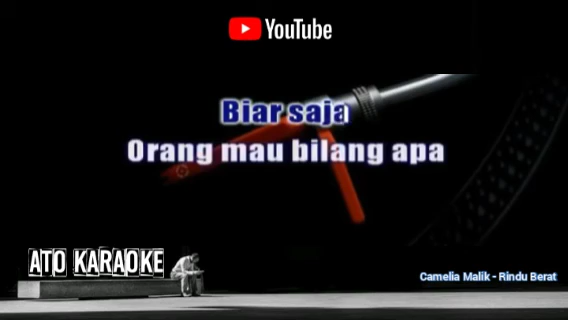 YouTube
Biar saja
Orang mau bilang apa
ATO KARAOKE
Camelia Malik - Rindu Berat